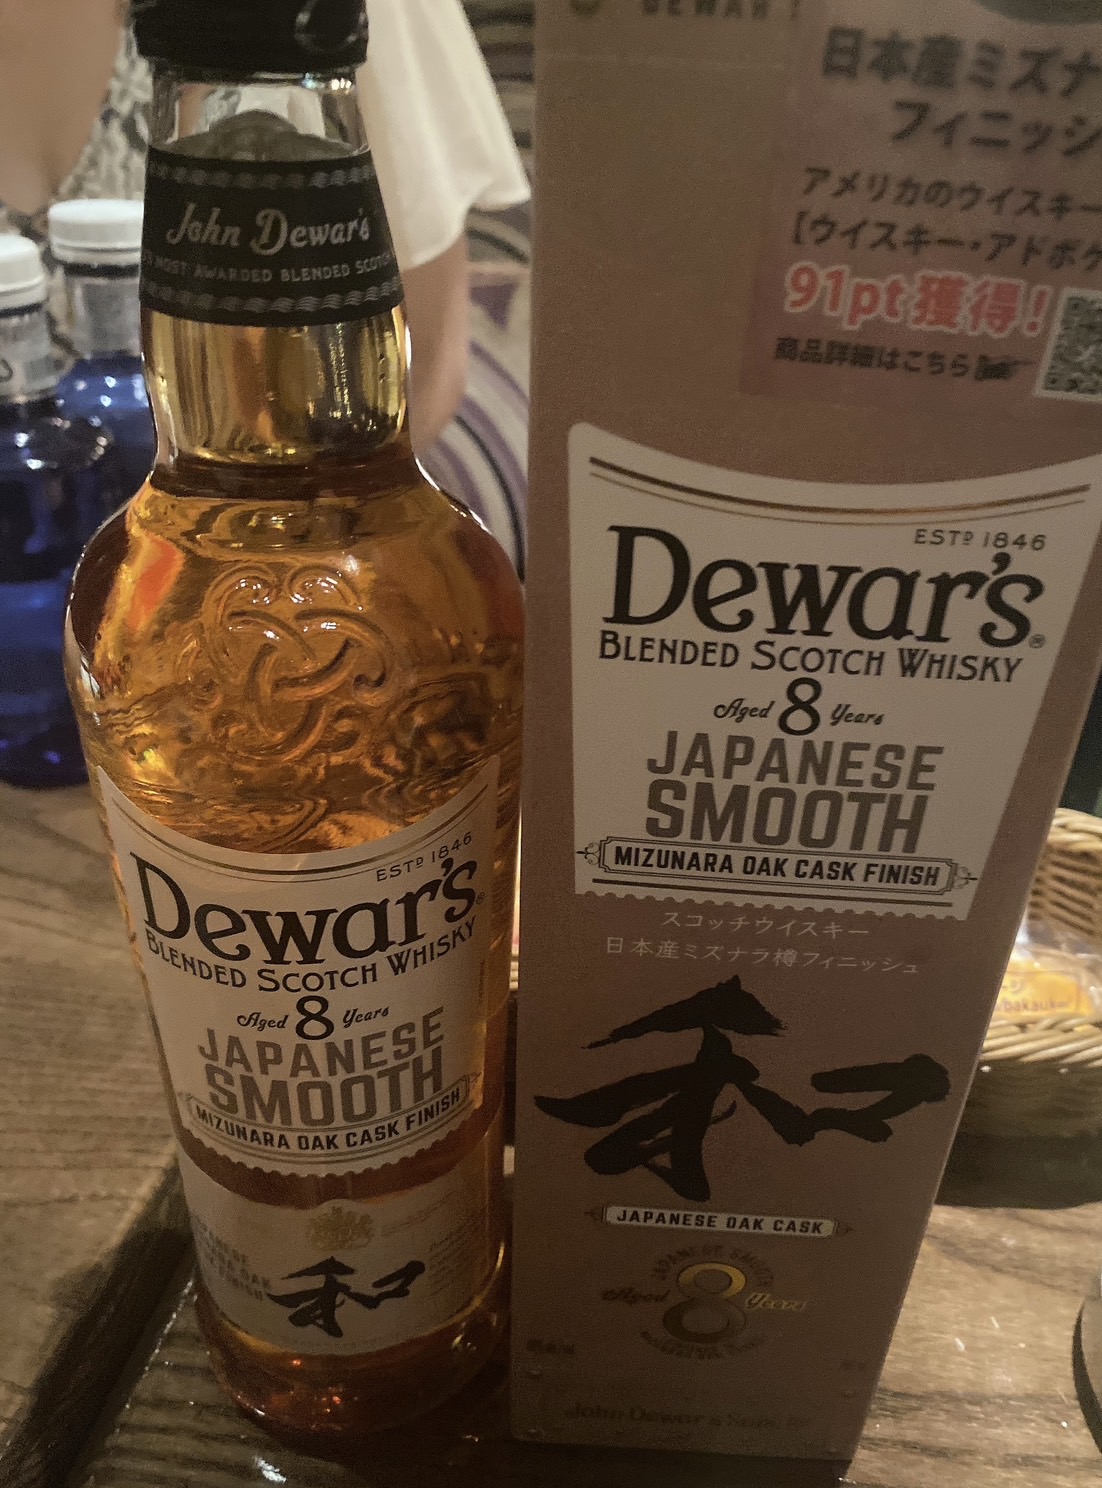 John Dewar's
MOST AWARDED BLENDED SCOTCH
ESTD 1846
Dewar's
BLENDED SCOTCH WHISKY
Aged 8 Years
JAPANESE
SMOOTH
MIZUNARA OAK CASK FINISH
和
日本産ミズナ
フィニッシ
アメリカのウイスキー
【ウイスキー・アドボケ
91pt獲得!
商品詳細はこちら
ESTD 1846
Dewar's
BLENDED SCOTCH WHISKY
Aged 8 Years
JAPANESE
SMOOTH
MIZUNARA OAK CASK FINISH
スコッチウイスキー
日本産ミズナラ樽フィニッシュ
和
JAPANESE OAK CASK
JAPANESE SMOOTH
Aged 8 Years
John Dewar & Sons